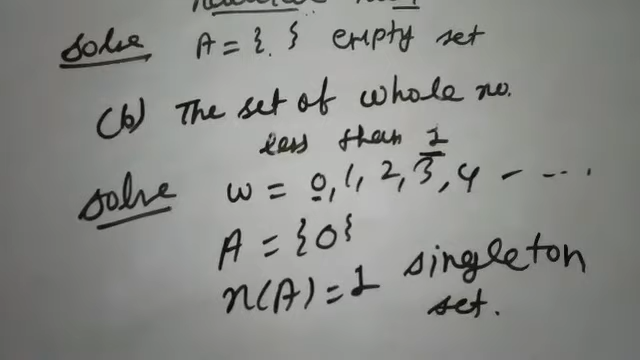 Solve A = { } empty set
(b) The set of whole no.
less than 1
Solve W = 0, 1, 2, 3, 4 - - - -
A = {0}
n(A) = 1 singleton
set.